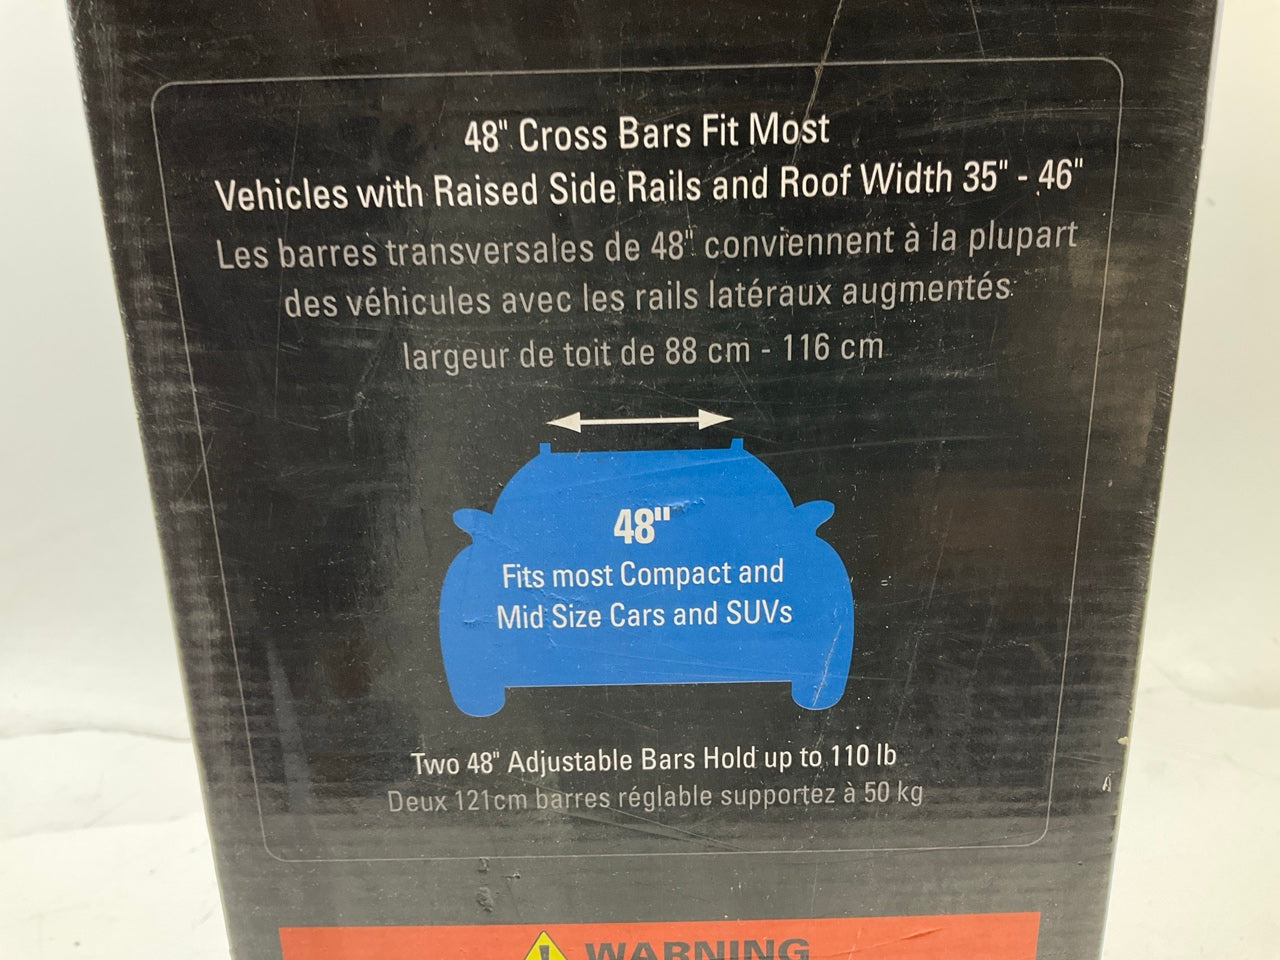 48" Cross Bars Fit Most
Vehicles with Raised Side Rails and Roof Width 35" - 46"
Les barres transversales de 48" conviennent à la plupart
des véhicules avec les rails latéraux augmentés
largeur de toit de 88 cm - 116 cm
48"
Fits most Compact and
Mid Size Cars and SUVs
Two 48" Adjustable Bars Hold up to 110 lb
Deux 121cm barres réglable supportez à 50 kg
WARNING